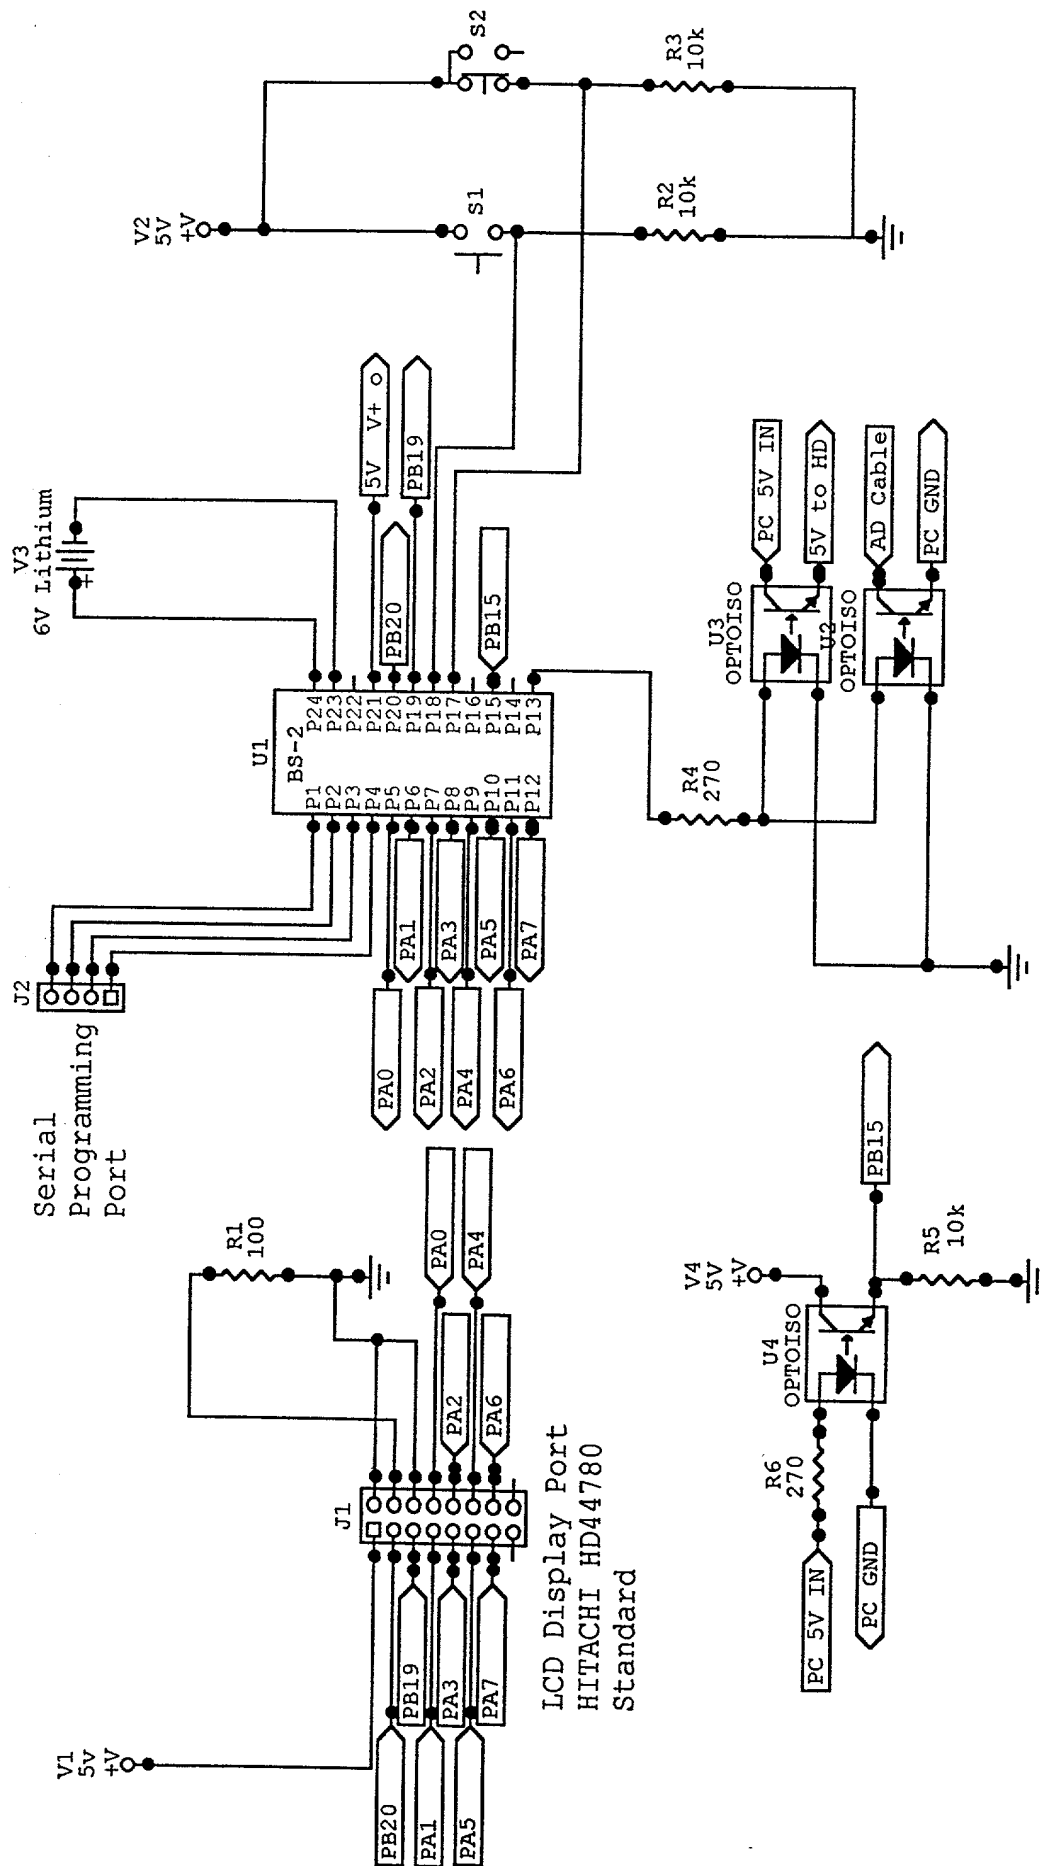 V1
5v
+V
PB20
PB19
PA1
PA3
PA5
PA7
J1
R1
100
PA0
PA2
PA4
PA6
LCD Display Port
HITACHI HD44780
Standard
Serial
Programming
Port
J2
PA0
PA1
PA2
PA3
PA4
PA5
PA6
PA7
U1
BS-2
P1
P2
P3
P4
P5
P6
P7
P8
P9
P10
P11
P12
P24
P23
P22
P21
P20
P19
P18
P17
P16
P15
P14
P13
V3
6V Lithium
+
5V V+
PB20
PB19
PB15
V2
5V
+V
S1
S2
R2
10k
R3
10k
PC 5V IN
PC GND
R6
270
U4
OPTOISO
V4
5V
+V
PB15
R5
10k
R4
270
U3
OPTOISO
U2
OPTOISO
PC 5V IN
5V to HD
AD Cable
PC GND